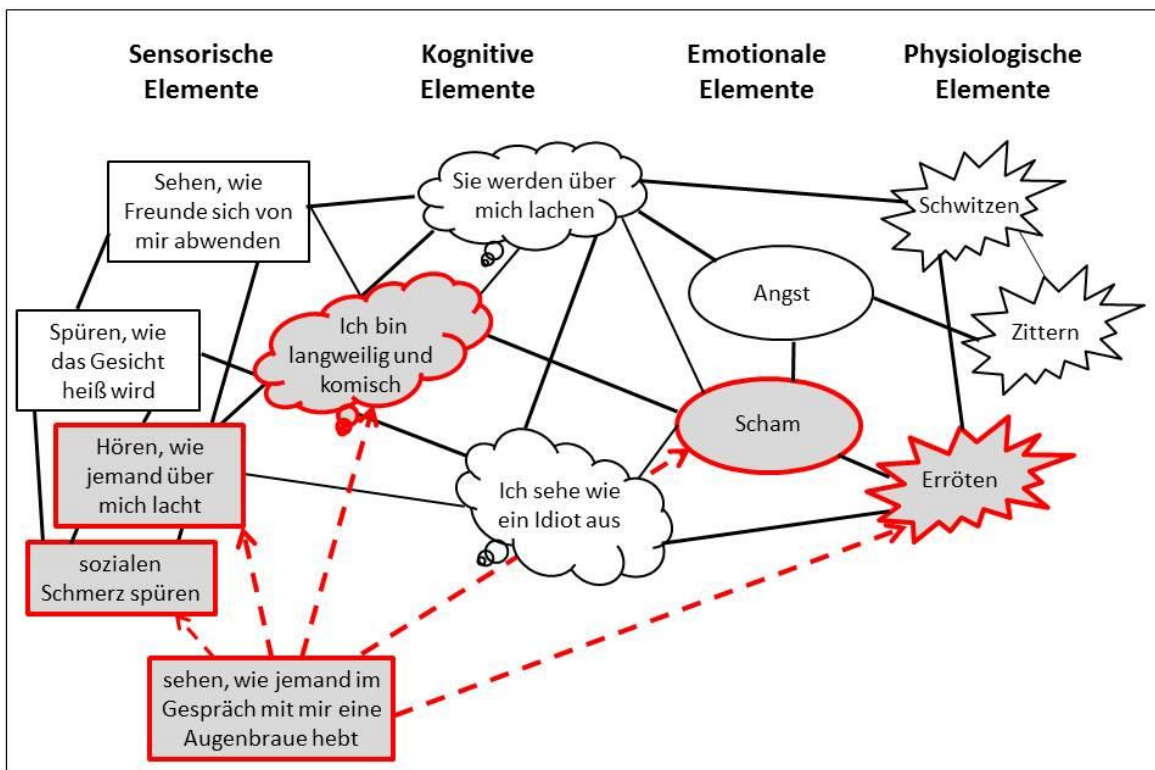 Sensorische
Elemente
Kognitive
Elemente
Emotionale
Elemente
Physiologische
Elemente
Sehen, wie
Freunde sich von
mir abwenden
Sie werden über
mich lachen
Schwitzen
Angst
Zittern
Spüren, wie
das Gesicht
heiß wird
Ich bin
langweilig und
komisch
Hören, wie
jemand über
mich lacht
Scham
Erröten
Ich sehe wie
ein Idiot aus
sozialen
Schmerz spüren
sehen, wie jemand im
Gespräch mit mir eine
Augenbraue hebt